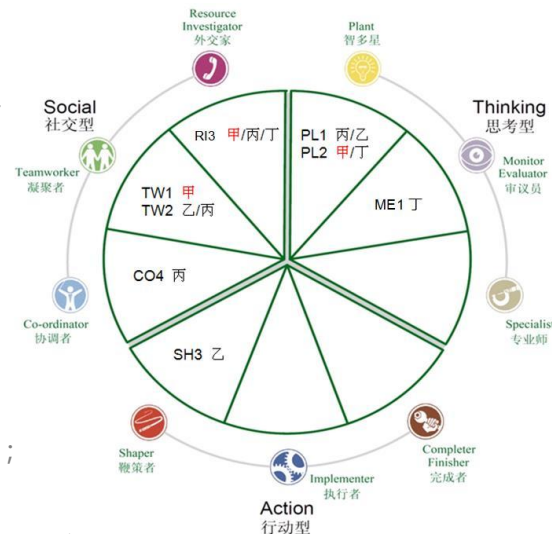 Resource
Investigator
外交家
Plant
智多星
Social
社交型
Thinking
思考型
RI3 甲/丙/丁
PL1 丙/乙
PL2 甲/丁
Teamworker
凝聚者
Monitor
Evaluator
审议员
TW1 甲
TW2 乙/丙
ME1 丁
CO4 丙
Co-ordinator
协调者
Specialist
专业师
SH3 乙
;
Shaper
鞭策者
Implementer
执行者
Completer
Finisher
完成者
Action
行动型